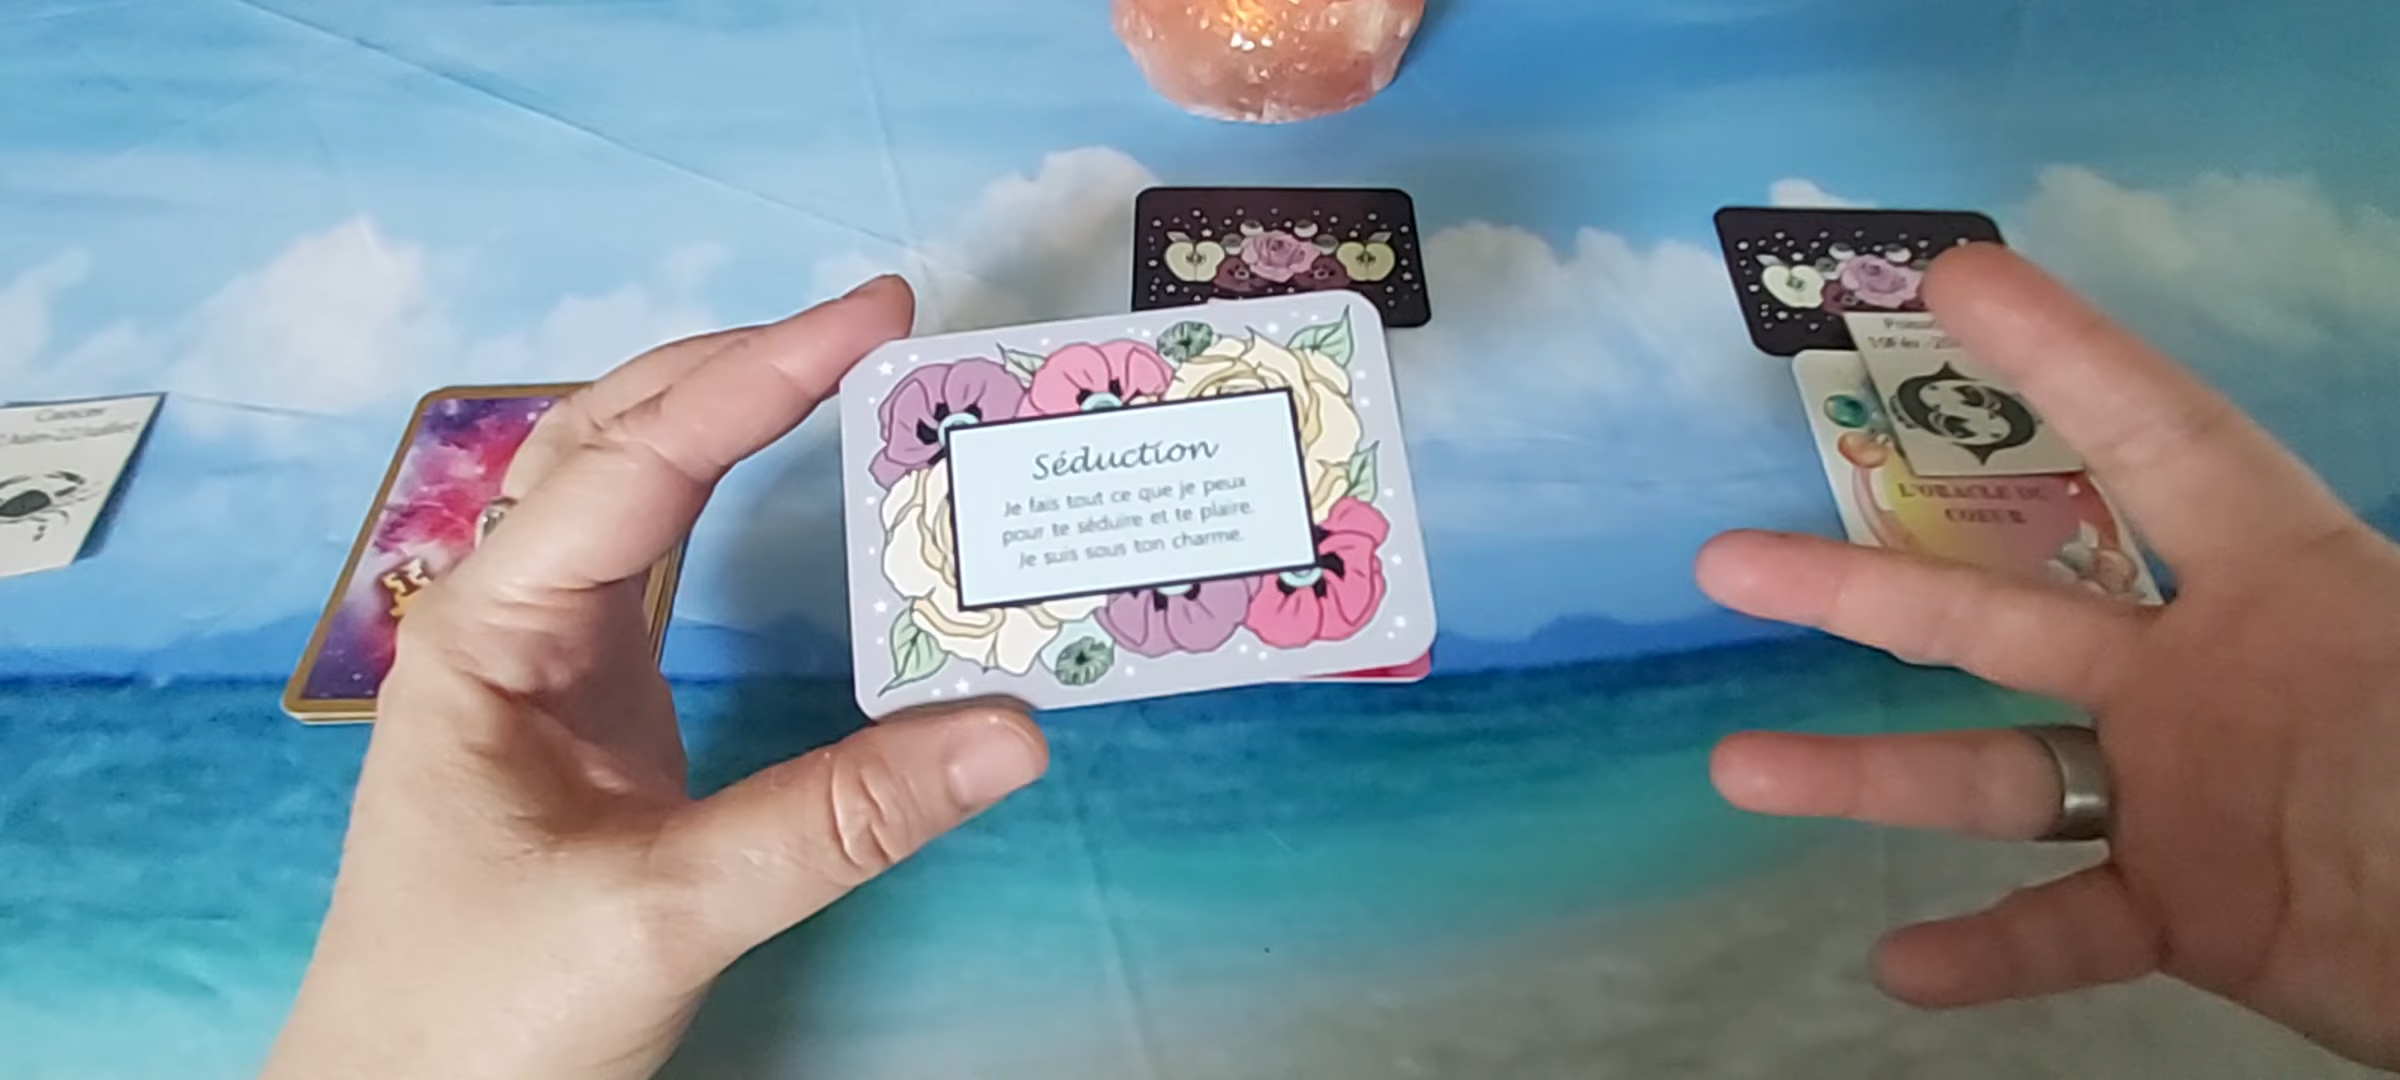 Cancer
Séduction
Je fais tout ce que je peux
pour te séduire et te plaire.
Je suis sous ton charme.
L'ORACLE DU
COEUR